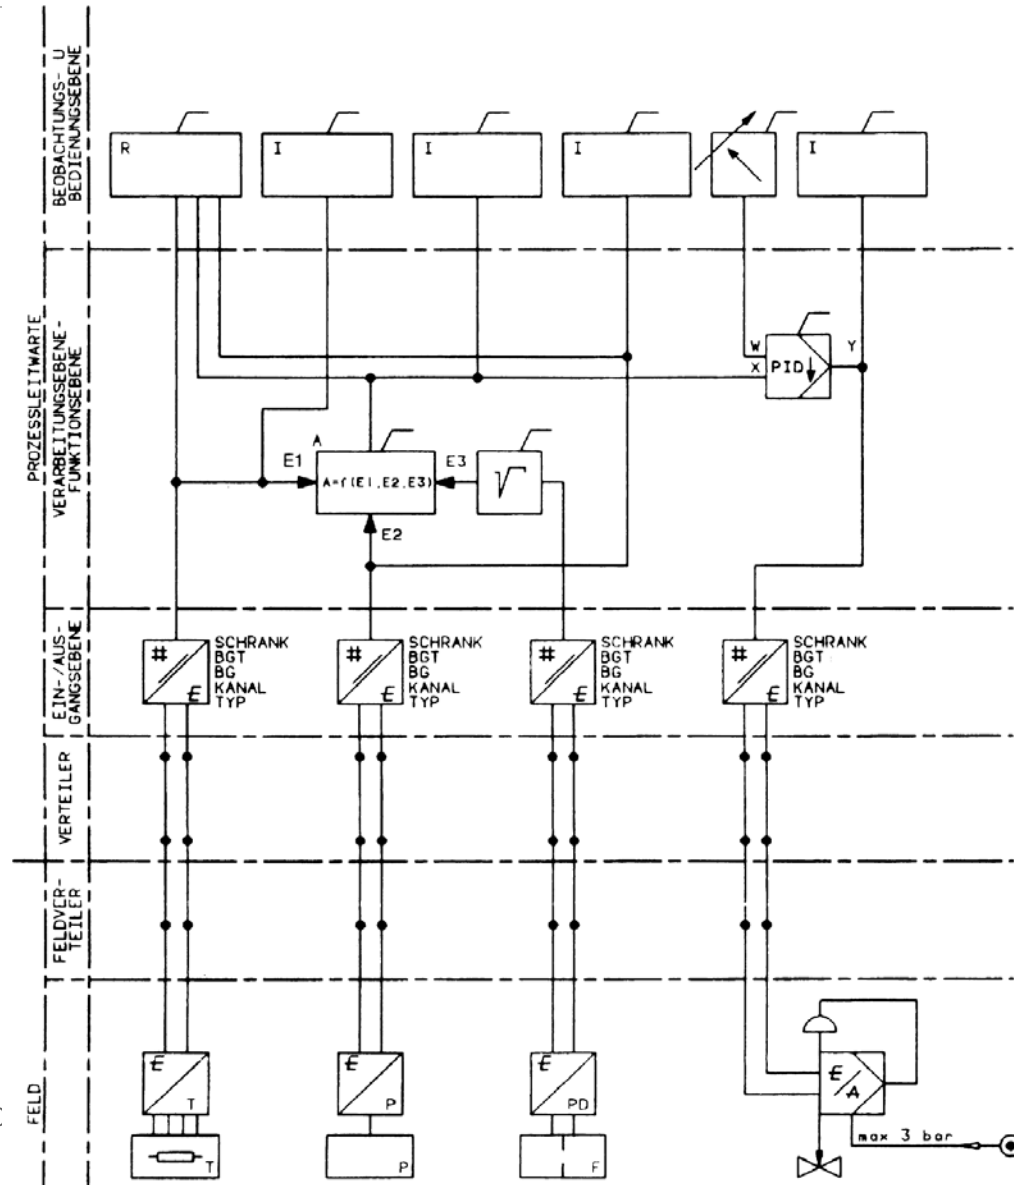 BEOBACHTUNGS- U
BEDIENUNGSEBENE
R
I
I
I
I
PROZESSLEITWARTE
VERARBEITUNGSEBENE-
FUNKTIONSEBENE
W
X
PID
Y
A
E1
A=f(E1,E2,E3)
E3
√
E2
EIN-/AUS-
GANGSEBENE
#
E
SCHRANK
BGT
BG
KANAL
TYP
#
E
SCHRANK
BGT
BG
KANAL
TYP
#
E
SCHRANK
BGT
BG
KANAL
TYP
#
E
SCHRANK
BGT
BG
KANAL
TYP
VERTEILER
FELDVER-
TEILER
FELD
E
T
T
E
P
P
E
PD
F
E
A
max 3 bar